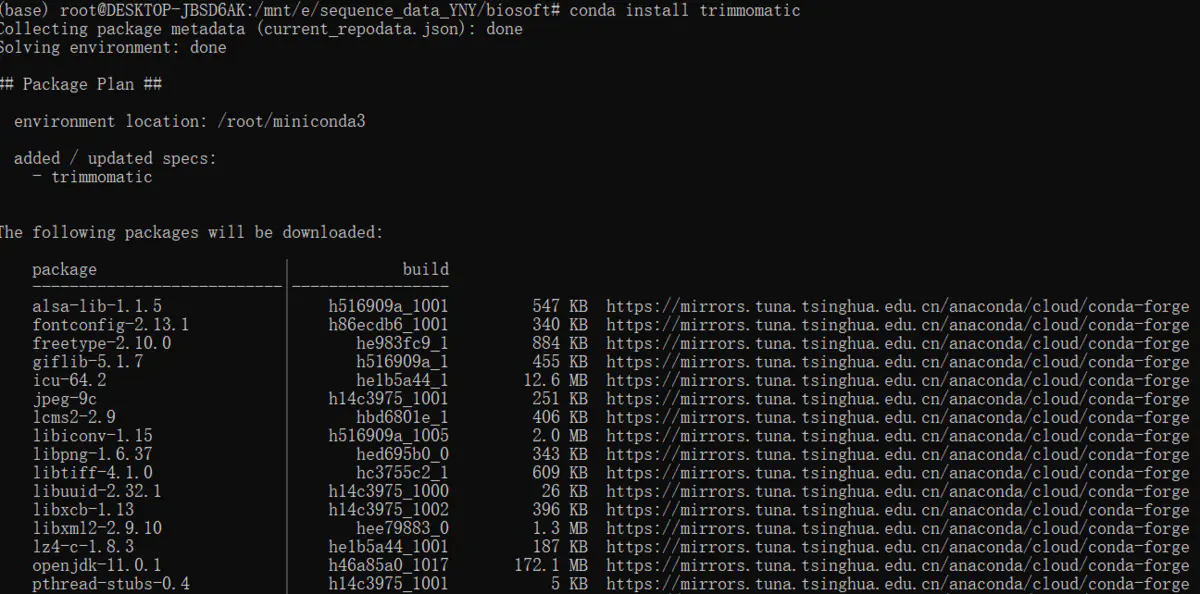 (base) root@DESKTOP-JBSD6AK:/mnt/e/sequence_data_YNY/biosoft# conda install trimmomatic
Collecting package metadata (current_repodata.json): done
Solving environment: done
## Package Plan ##
environment location: /root/miniconda3
added / updated specs:
- trimmomatic
The following packages will be downloaded:
package | build
---------------------------|-----------------
alsa-lib-1.1.5 | h516909a_1001 547 KB https://mirrors.tuna.tsinghua.edu.cn/anaconda/cloud/conda-forge
fontconfig-2.13.1 | h86ecdb6_1001 340 KB https://mirrors.tuna.tsinghua.edu.cn/anaconda/cloud/conda-forge
freetype-2.10.0 | he983fc9_1 884 KB https://mirrors.tuna.tsinghua.edu.cn/anaconda/cloud/conda-forge
giflib-5.1.7 | h516909a_1 455 KB https://mirrors.tuna.tsinghua.edu.cn/anaconda/cloud/conda-forge
icu-64.2 | he1b5a44_1 12.6 MB https://mirrors.tuna.tsinghua.edu.cn/anaconda/cloud/conda-forge
jpeg-9c | h14c3975_1001 251 KB https://mirrors.tuna.tsinghua.edu.cn/anaconda/cloud/conda-forge
lcms2-2.9 | hbd6801e_1 406 KB https://mirrors.tuna.tsinghua.edu.cn/anaconda/cloud/conda-forge
libiconv-1.15 | h516909a_1005 2.0 MB https://mirrors.tuna.tsinghua.edu.cn/anaconda/cloud/conda-forge
libpng-1.6.37 | hed695b0_0 343 KB https://mirrors.tuna.tsinghua.edu.cn/anaconda/cloud/conda-forge
libtiff-4.1.0 | hc3755c2_1 609 KB https://mirrors.tuna.tsinghua.edu.cn/anaconda/cloud/conda-forge
libuuid-2.32.1 | h14c3975_1000 26 KB https://mirrors.tuna.tsinghua.edu.cn/anaconda/cloud/conda-forge
libxcb-1.13 | h14c3975_1002 396 KB https://mirrors.tuna.tsinghua.edu.cn/anaconda/cloud/conda-forge
libxml2-2.9.10 | hee79883_0 1.3 MB https://mirrors.tuna.tsinghua.edu.cn/anaconda/cloud/conda-forge
lz4-c-1.8.3 | he1b5a44_1001 187 KB https://mirrors.tuna.tsinghua.edu.cn/anaconda/cloud/conda-forge
openjdk-11.0.1 | h46a85a0_1017 172.1 MB https://mirrors.tuna.tsinghua.edu.cn/anaconda/cloud/conda-forge
pthread-stubs-0.4 | h14c3975_1001 5 KB https://mirrors.tuna.tsinghua.edu.cn/anaconda/cloud/conda-forge